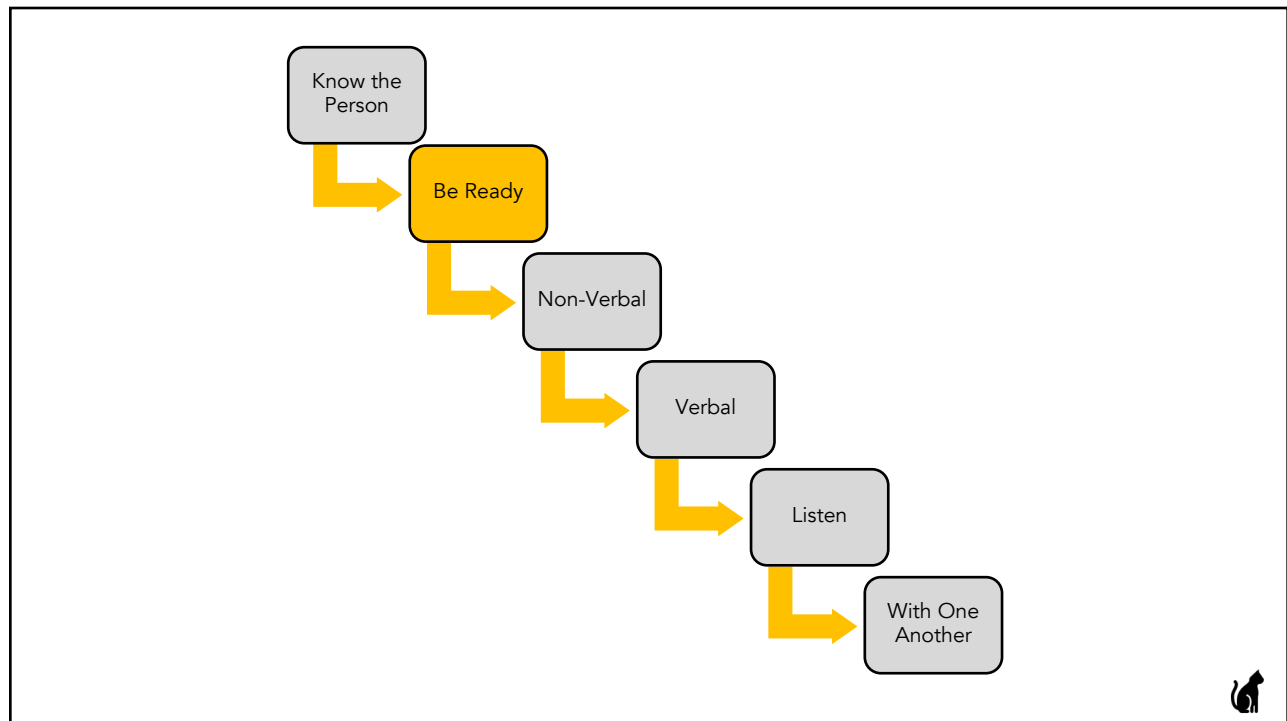 Know the
Person
Be Ready
Non-Verbal
Verbal
Listen
With One
Another